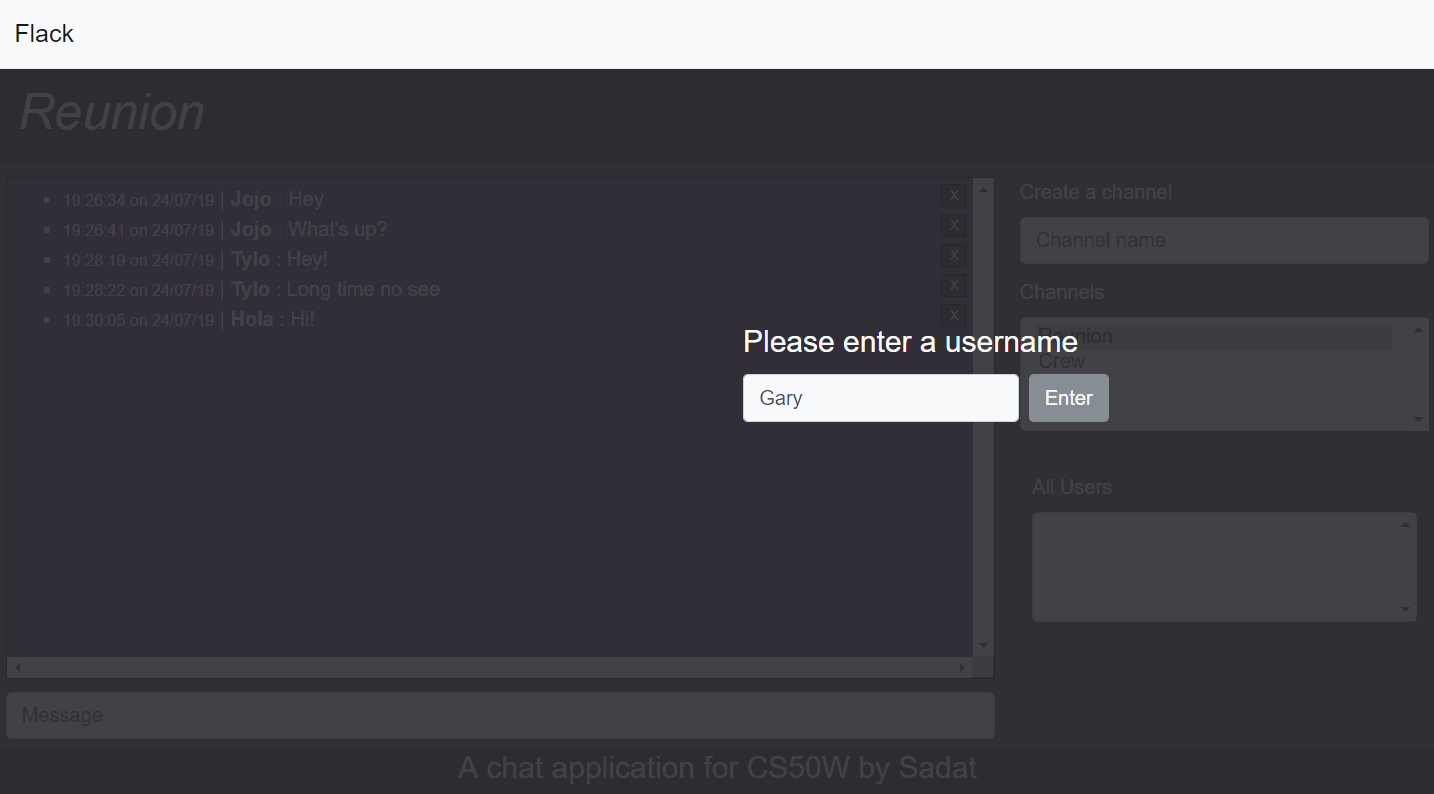 Flack
Reunion
19:26:34 on 24/07/19 | Jojo : Hey X
19:26:41 on 24/07/19 | Jojo : What's up? X
19:28:19 on 24/07/19 | Tylo : Hey! X
19:28:22 on 24/07/19 | Tylo : Long time no see X
19:30:05 on 24/07/19 | Hola : Hi! X
Message
Create a channel
Channel name
Channels
Reunion
Crew
Please enter a username
Gary Enter
All Users
A chat application for CS50W by Sadat